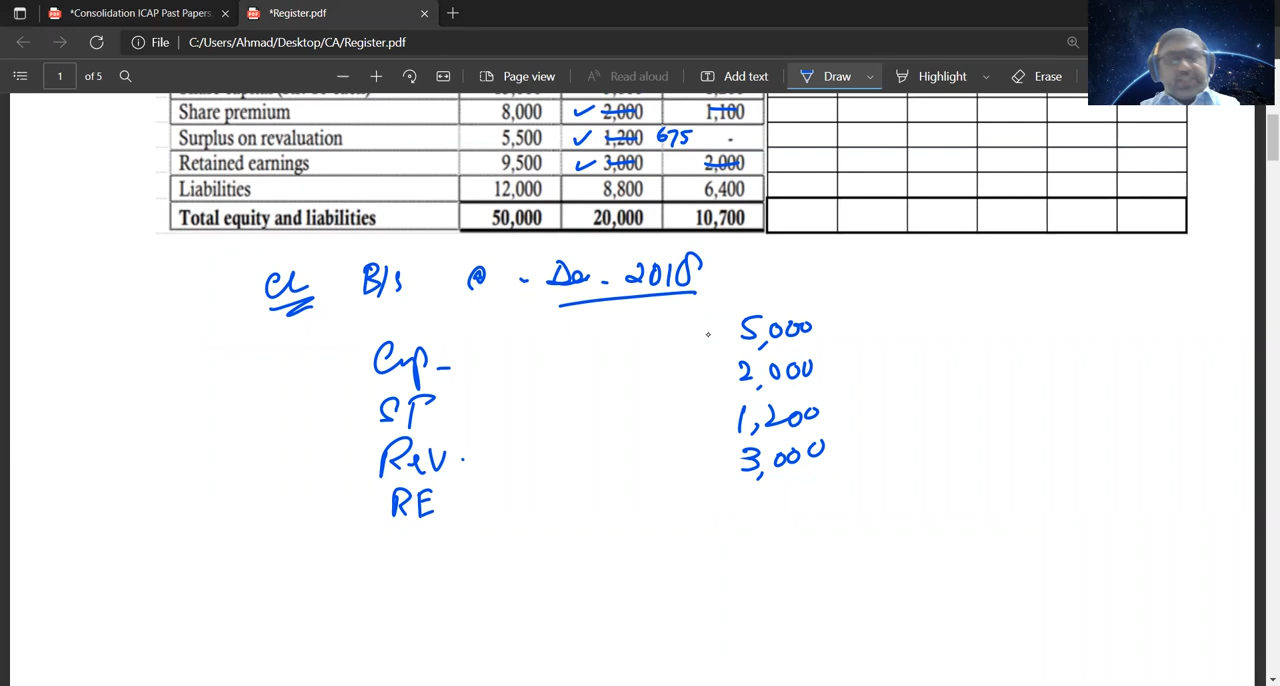 *Consolidation ICAP Past Papers. *Register.pdf
File C:/Users/Ahmad/Desktop/CA/Register.pdf
1 of 5 Page view Read aloud Add text Draw Highlight Erase
Share premium 8,000 2,000 1,100
Surplus on revaluation 5,500 1,200 675 -
Retained earnings 9,500 3,000 2,000
Liabilities 12,000 8,800 6,400
Total equity and liabilities 50,000 20,000 10,700
CL B/S @ - Dec - 2018
5,000
Cap -
2,000
SP
1,200
Rev.
3,000
RE